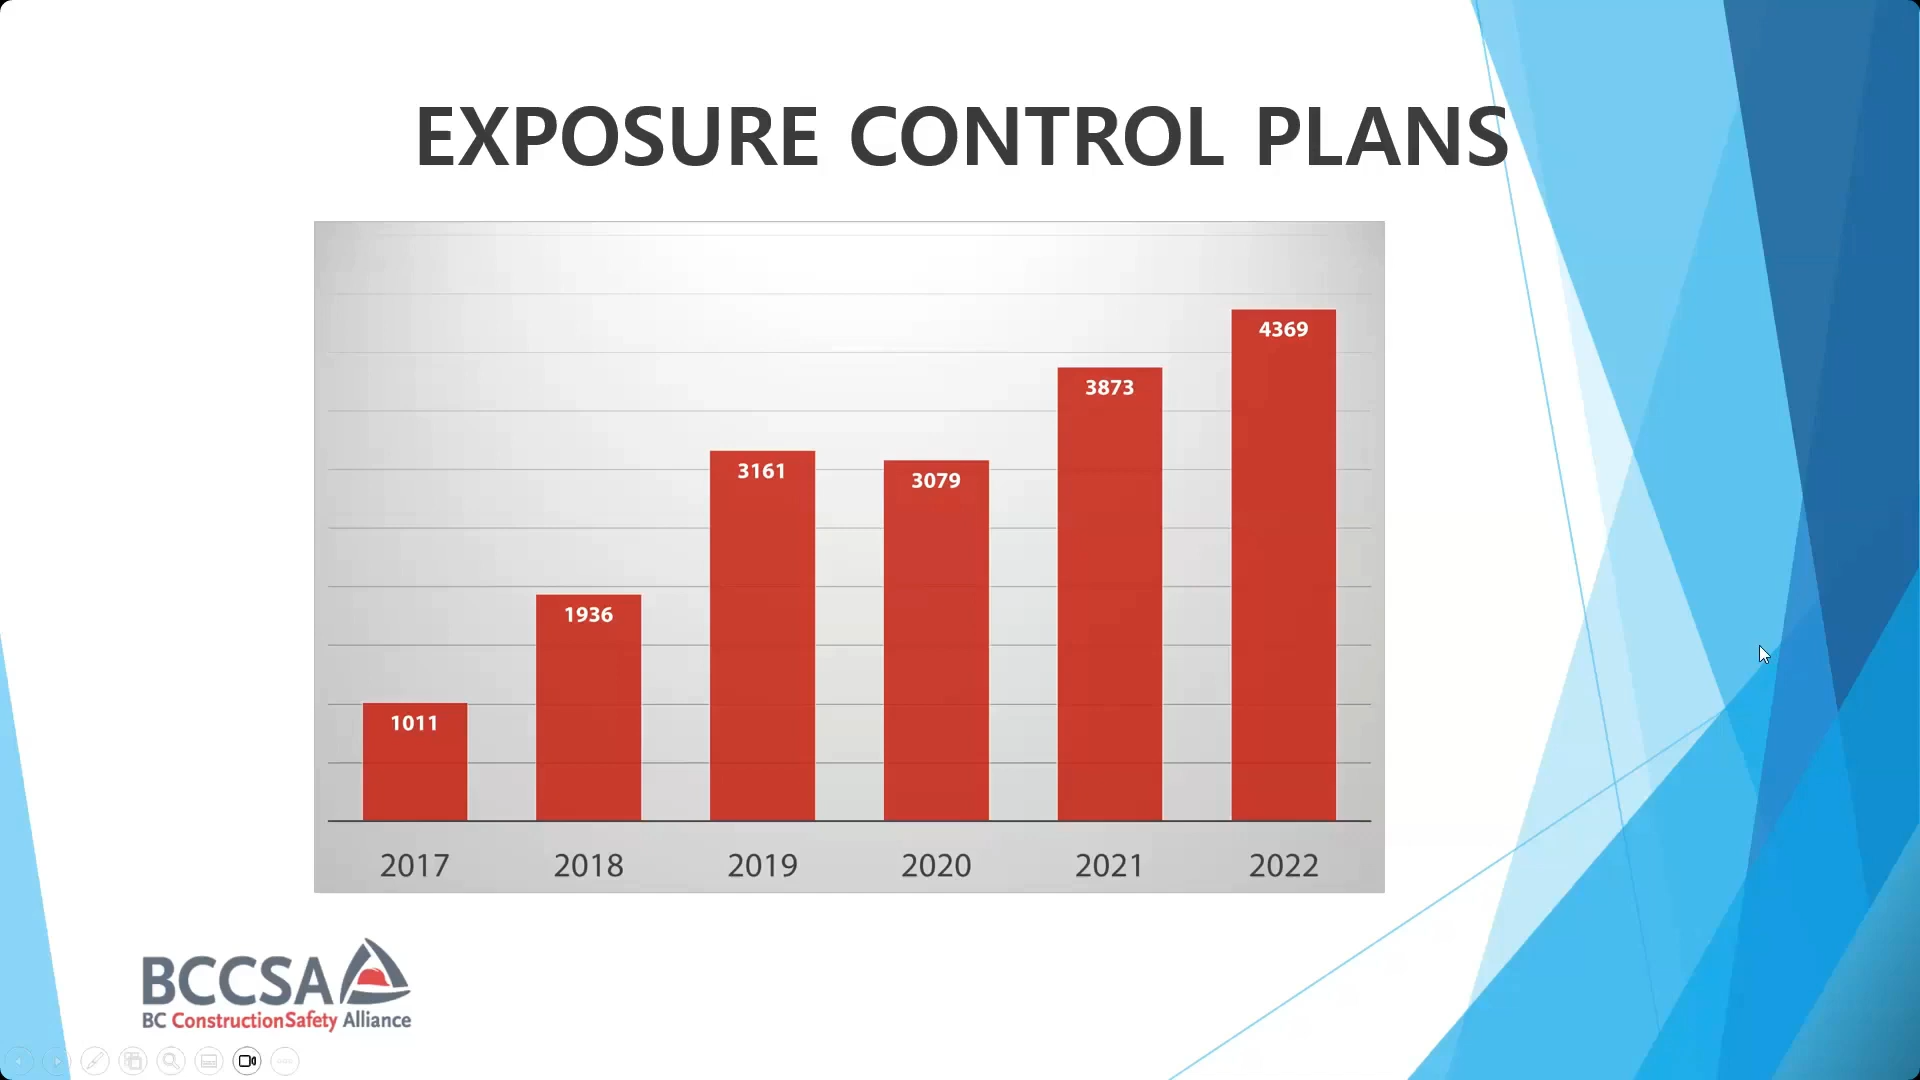 EXPOSURE CONTROL PLANS
4369
3873
3161
3079
1936
1011
2017 2018 2019 2020 2021 2022
BCCSA
BC ConstructionSafety Alliance